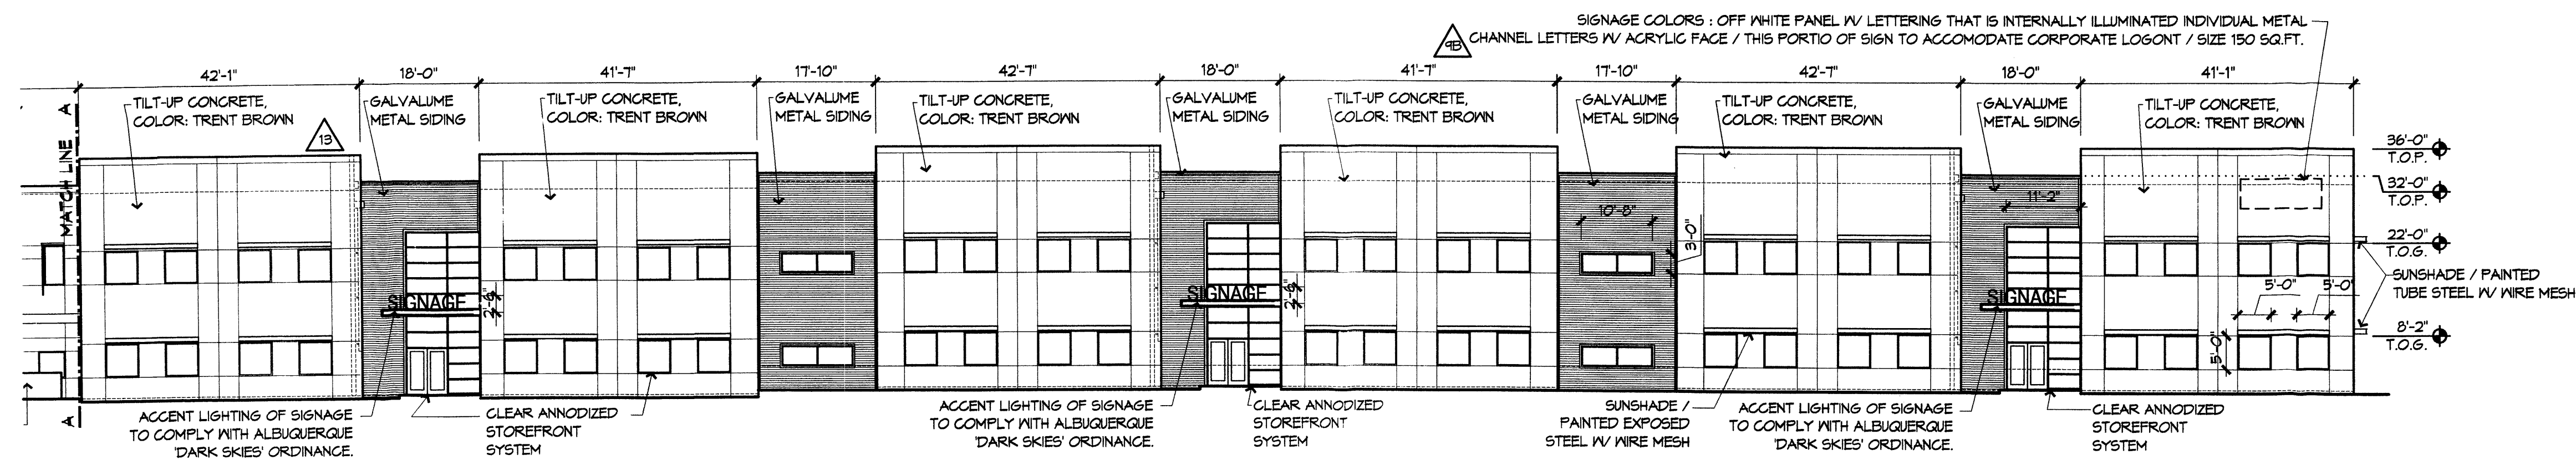 SIGNAGE COLORS : OFF WHITE PANEL W/ LETTERING THAT IS INTERNALLY ILLUMINATED INDIVIDUAL METAL
9B
CHANNEL LETTERS W/ ACRYLIC FACE / THIS PORTIO OF SIGN TO ACCOMODATE CORPORATE LOGONT / SIZE 150 SQ.FT.
42'-1" 18'-0" 41'-7" 17'-10" 42'-7" 18'-0" 41'-7" 17'-10" 42'-7" 18'-0" 41'-1"
MATCH LINE
A
A
TILT-UP CONCRETE,
COLOR: TRENT BROWN
13
GALVALUME
METAL SIDING
TILT-UP CONCRETE,
COLOR: TRENT BROWN
GALVALUME
METAL SIDING
TILT-UP CONCRETE,
COLOR: TRENT BROWN
GALVALUME
METAL SIDING
TILT-UP CONCRETE,
COLOR: TRENT BROWN
GALVALUME
METAL SIDING
TILT-UP CONCRETE,
COLOR: TRENT BROWN
GALVALUME
METAL SIDING
TILT-UP CONCRETE,
COLOR: TRENT BROWN
36'-0"
T.O.P.
32'-0"
T.O.P.
22'-0"
T.O.G.
8'-2"
T.O.G.
10'-8"
3'-0"
11'-2"
SIGNAGE
2'-6"
SIGNAGE
2'-6"
SIGNAGE
5'-0"
5'-0"
5'-0"
SUNSHADE / PAINTED
TUBE STEEL W/ WIRE MESH
ACCENT LIGHTING OF SIGNAGE
TO COMPLY WITH ALBUQUERQUE
'DARK SKIES' ORDINANCE.
CLEAR ANNODIZED
STOREFRONT
SYSTEM
ACCENT LIGHTING OF SIGNAGE
TO COMPLY WITH ALBUQUERQUE
'DARK SKIES' ORDINANCE.
CLEAR ANNODIZED
STOREFRONT
SYSTEM
SUNSHADE /
PAINTED EXPOSED
STEEL W/ WIRE MESH
ACCENT LIGHTING OF SIGNAGE
TO COMPLY WITH ALBUQUERQUE
'DARK SKIES' ORDINANCE.
CLEAR ANNODIZED
STOREFRONT
SYSTEM